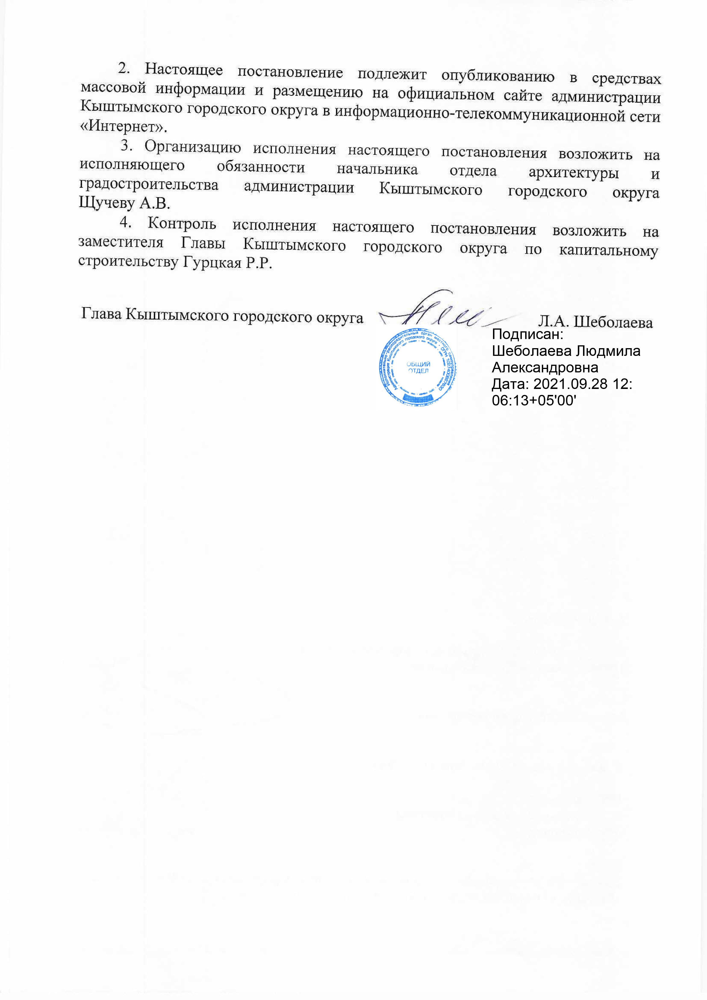 2. Настоящее постановление подлежит опубликованию в средствах
массовой информации и размещению на официальном сайте администрации
Кыштымского городского округа в информационно-телекоммуникационной сети
«Интернет».
3. Организацию исполнения настоящего постановления возложить на
исполняющего обязанности начальника отдела архитектуры и
градостроительства администрации Кыштымского городского округа
Щучеву А.В.
4. Контроль исполнения настоящего постановления возложить на
заместителя Главы Кыштымского городского округа по капитальному
строительству Гурцкая Р.Р.
Глава Кыштымского городского округа Л.А. Шеболаева
Исполнительно-распорядительный орган местного самоуправления
Администрация Кыштымского городского округа • ОГРН 1027400827630
ОБЩИЙ
ОТДЕЛ
Подписан:
Шеболаева Людмила
Александровна
Дата: 2021.09.28 12:
06:13+05'00'